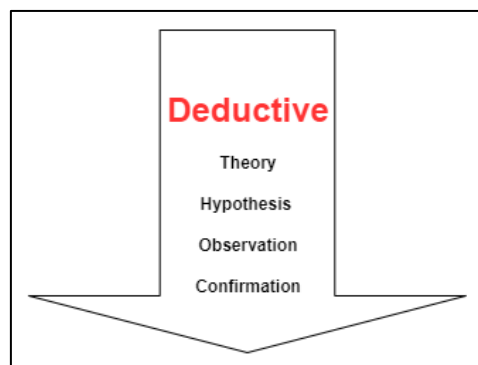 Deductive
Theory
Hypothesis
Observation
Confirmation